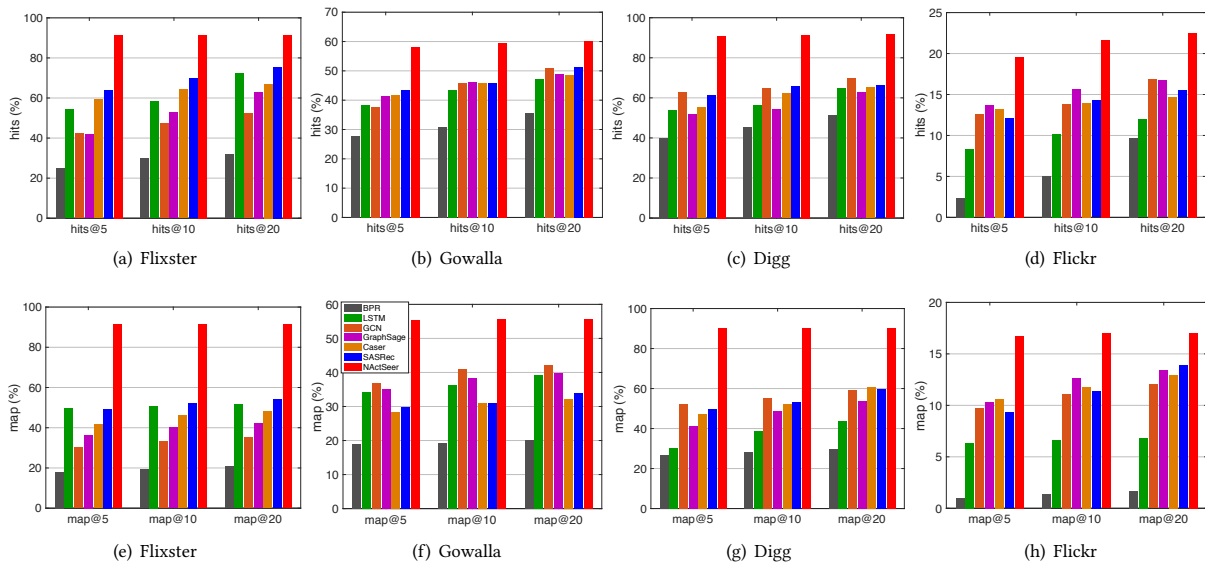 100
80
60
40
20
0
hits (%)
hits@5 hits@10 hits@20
(a) Flixster
70
60
50
40
30
20
10
0
hits (%)
hits@5 hits@10 hits@20
(b) Gowalla
100
80
60
40
20
0
hits (%)
hits@5 hits@10 hits@20
(c) Digg
25
20
15
10
5
0
hits (%)
hits@5 hits@10 hits@20
(d) Flickr
100
80
60
40
20
0
map (%)
map@5 map@10 map@20
(e) Flixster
60
50
40
30
20
10
0
map (%)
BPR
LSTM
GCN
GraphSage
Caser
SASRec
NActSeer
map@5 map@10 map@20
(f) Gowalla
100
80
60
40
20
0
map (%)
map@5 map@10 map@20
(g) Digg
20
15
10
5
0
map (%)
map@5 map@10 map@20
(h) Flickr